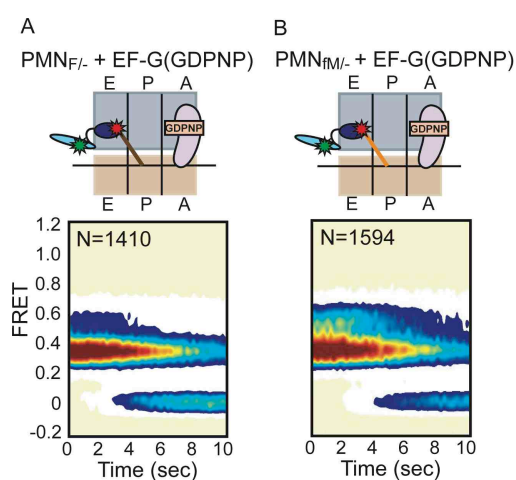 A
PMN_F/- + EF-G(GDPNP)
E P A
GDPNP
E P A
N=1410
FRET
1.2
1.0
0.8
0.6
0.4
0.2
0
-0.2
0 2 4 6 8 10
Time (sec)
B
PMN_fM/- + EF-G(GDPNP)
E P A
GDPNP
E P A
N=1594
0 2 4 6 8 10
Time (sec)